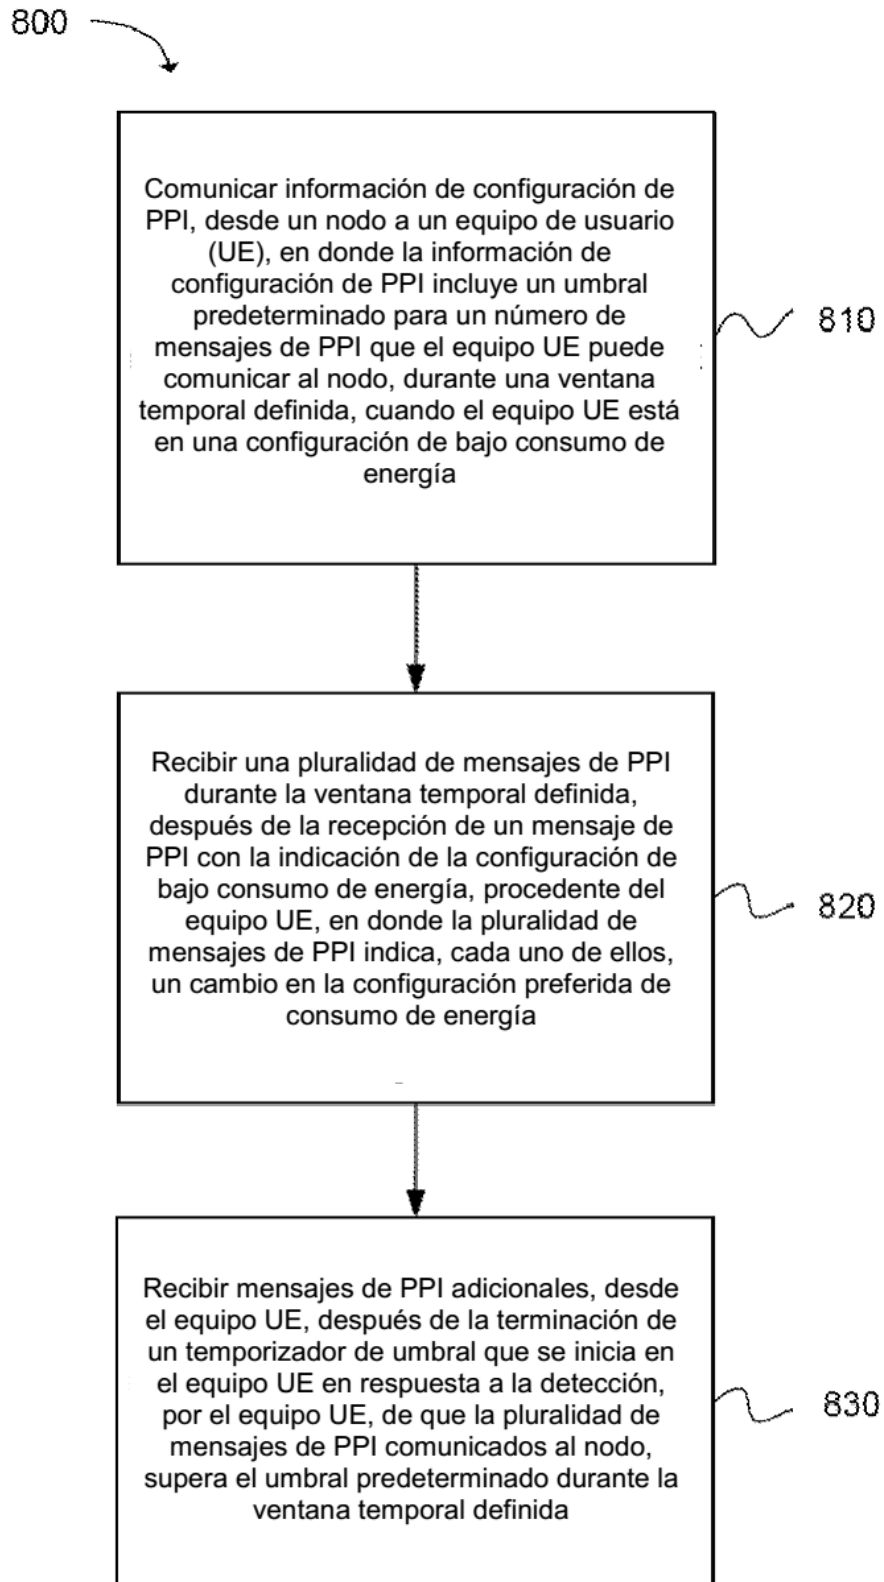 800
Comunicar información de configuración de
PPI, desde un nodo a un equipo de usuario
(UE), en donde la información de
configuración de PPI incluye un umbral
predeterminado para un número de
mensajes de PPI que el equipo UE puede
comunicar al nodo, durante una ventana
temporal definida, cuando el equipo UE está
en una configuración de bajo consumo de
energía
810
Recibir una pluralidad de mensajes de PPI
durante la ventana temporal definida,
después de la recepción de un mensaje de
PPI con la indicación de la configuración de
bajo consumo de energía, procedente del
equipo UE, en donde la pluralidad de
mensajes de PPI indica, cada uno de ellos,
un cambio en la configuración preferida de
consumo de energía
820
Recibir mensajes de PPI adicionales, desde
el equipo UE, después de la terminación de
un temporizador de umbral que se inicia en
el equipo UE en respuesta a la detección,
por el equipo UE, de que la pluralidad de
mensajes de PPI comunicados al nodo,
supera el umbral predeterminado durante la
ventana temporal definida
830